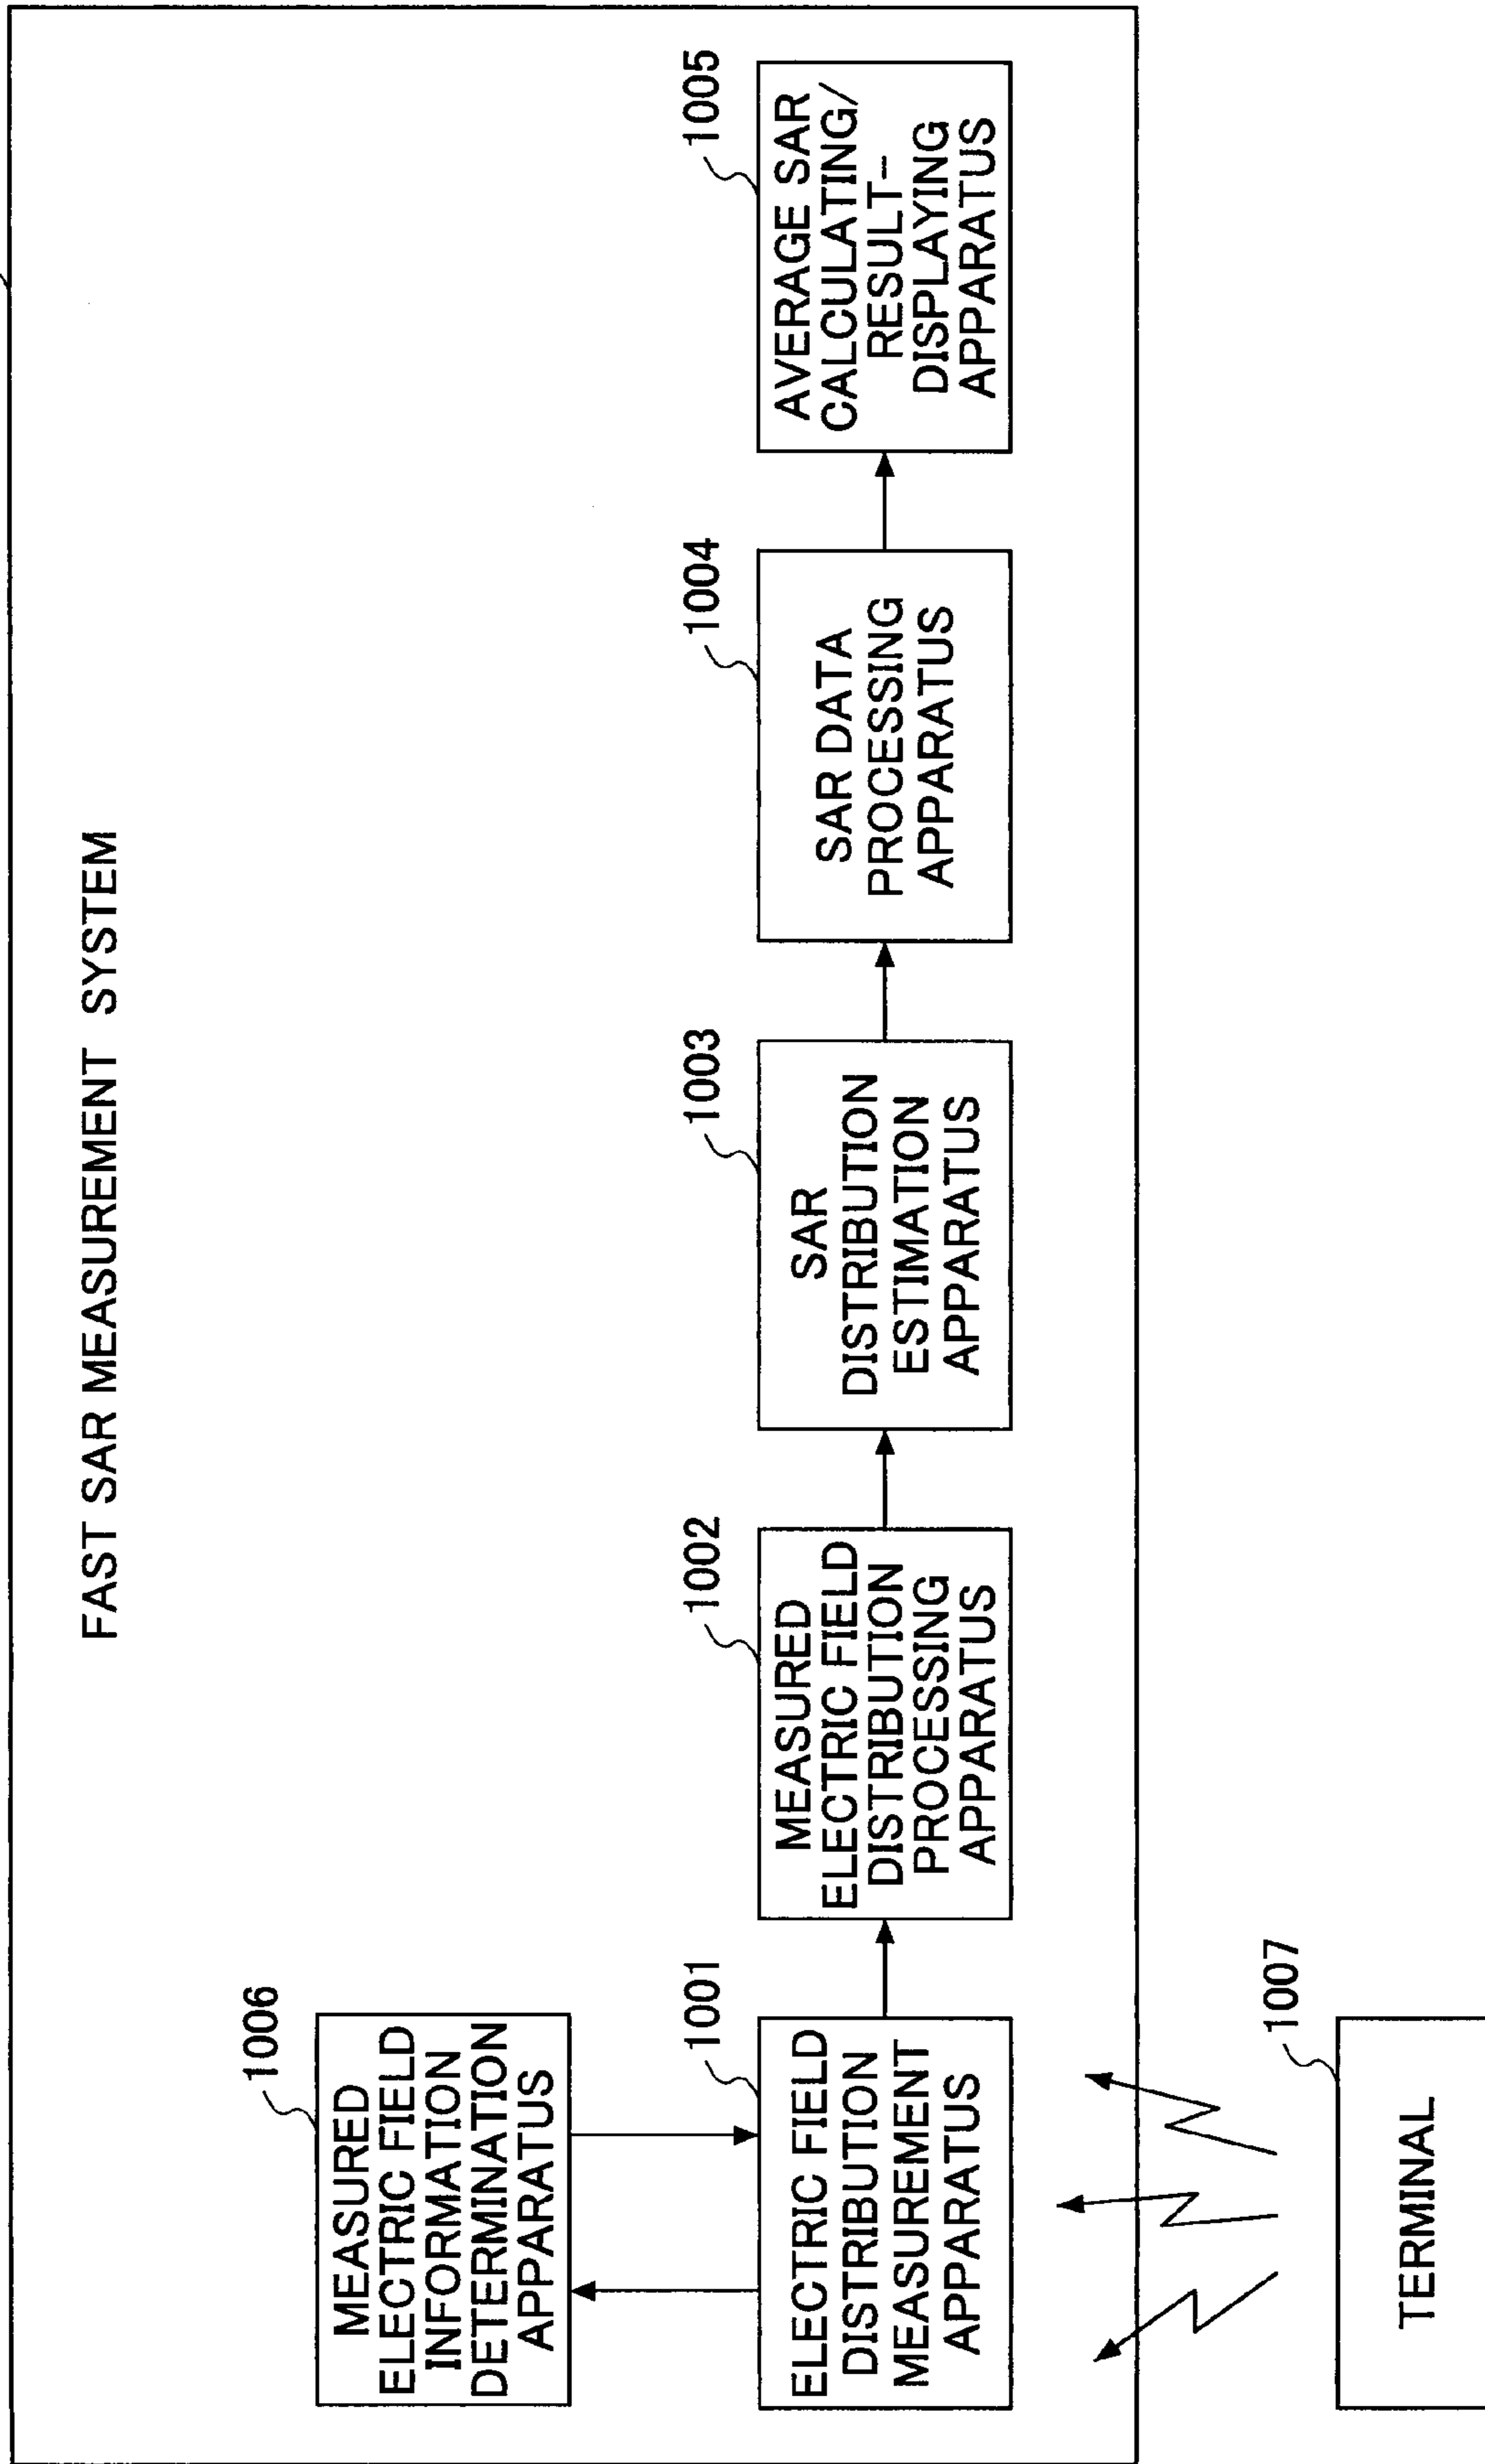 FAST SAR MEASUREMENT SYSTEM
1006
MEASURED
ELECTRIC FIELD
INFORMATION
DETERMINATION
APPARATUS
1001
ELECTRIC FIELD
DISTRIBUTION
MEASUREMENT
APPARATUS
1002
MEASURED
ELECTRIC FIELD
DISTRIBUTION
PROCESSING
APPARATUS
1003
SAR
DISTRIBUTION
ESTIMATION
APPARATUS
1004
SAR DATA
PROCESSING
APPARATUS
1005
AVERAGE SAR
CALCULATING/
RESULT-
DISPLAYING
APPARATUS
1007
TERMINAL